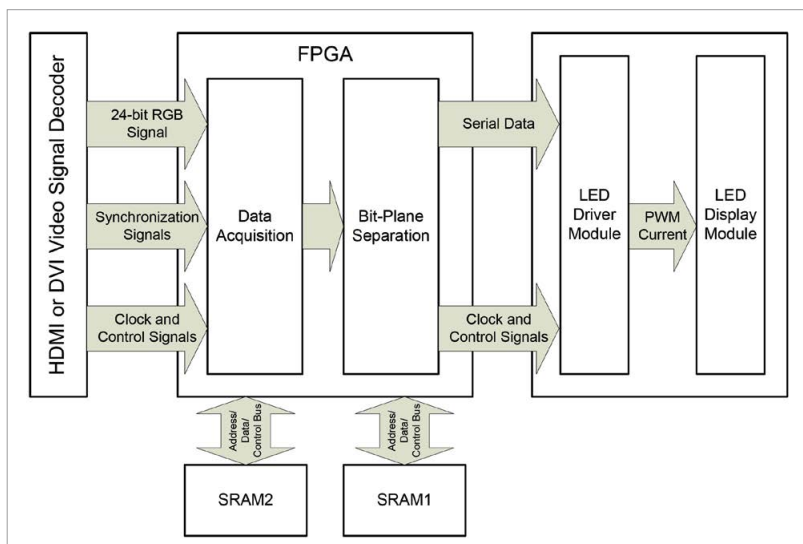 HDMI or DVI Video Signal Decoder
FPGA
24-bit RGB
Signal
Synchronization
Signals
Clock and
Control Signals
Data
Acquisition
Bit-Plane
Separation
Serial Data
Clock and
Control Signals
LED
Driver
Module
PWM
Current
LED
Display
Module
Address/
Data/
Control Bus
Address/
Data/
Control Bus
SRAM2
SRAM1